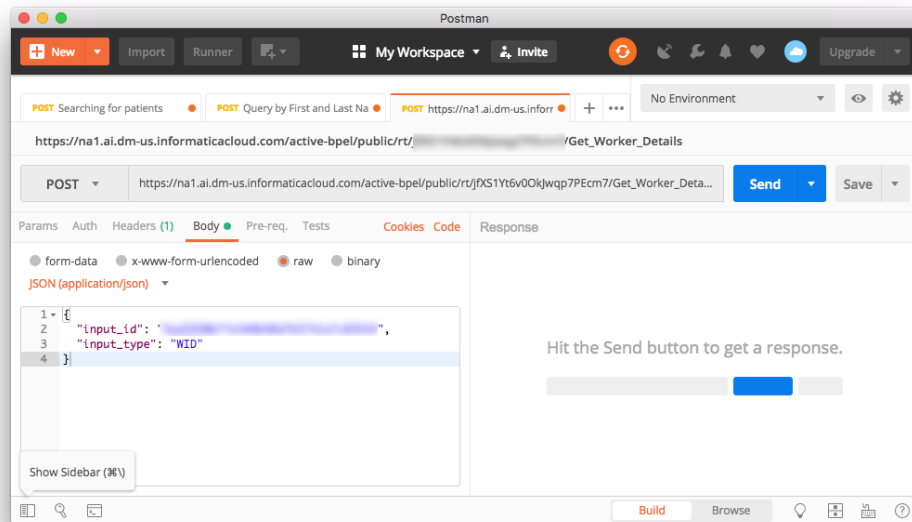 Postman
New Import Runner My Workspace Invite Upgrade
POST Searching for patients POST Query by First and Last Na POST https://na1.ai.dm-us.inforr No Environment
https://na1.ai.dm-us.informaticacloud.com/active-bpel/public/rt/ /Get_Worker_Details
POST https://na1.ai.dm-us.informaticacloud.com/active-bpel/public/rt/jfXS1Yt6v0OkJwqp7PEcm7/Get_Worker_Deta... Send Save
Params Auth Headers (1) Body Pre-req. Tests Cookies Code Response
form-data x-www-form-urlencoded raw binary
JSON (application/json)
1 {
2 "input_id": " ",
3 "input_type": "WID"
4 }
Hit the Send button to get a response.
Show Sidebar (⌘\)
Build Browse